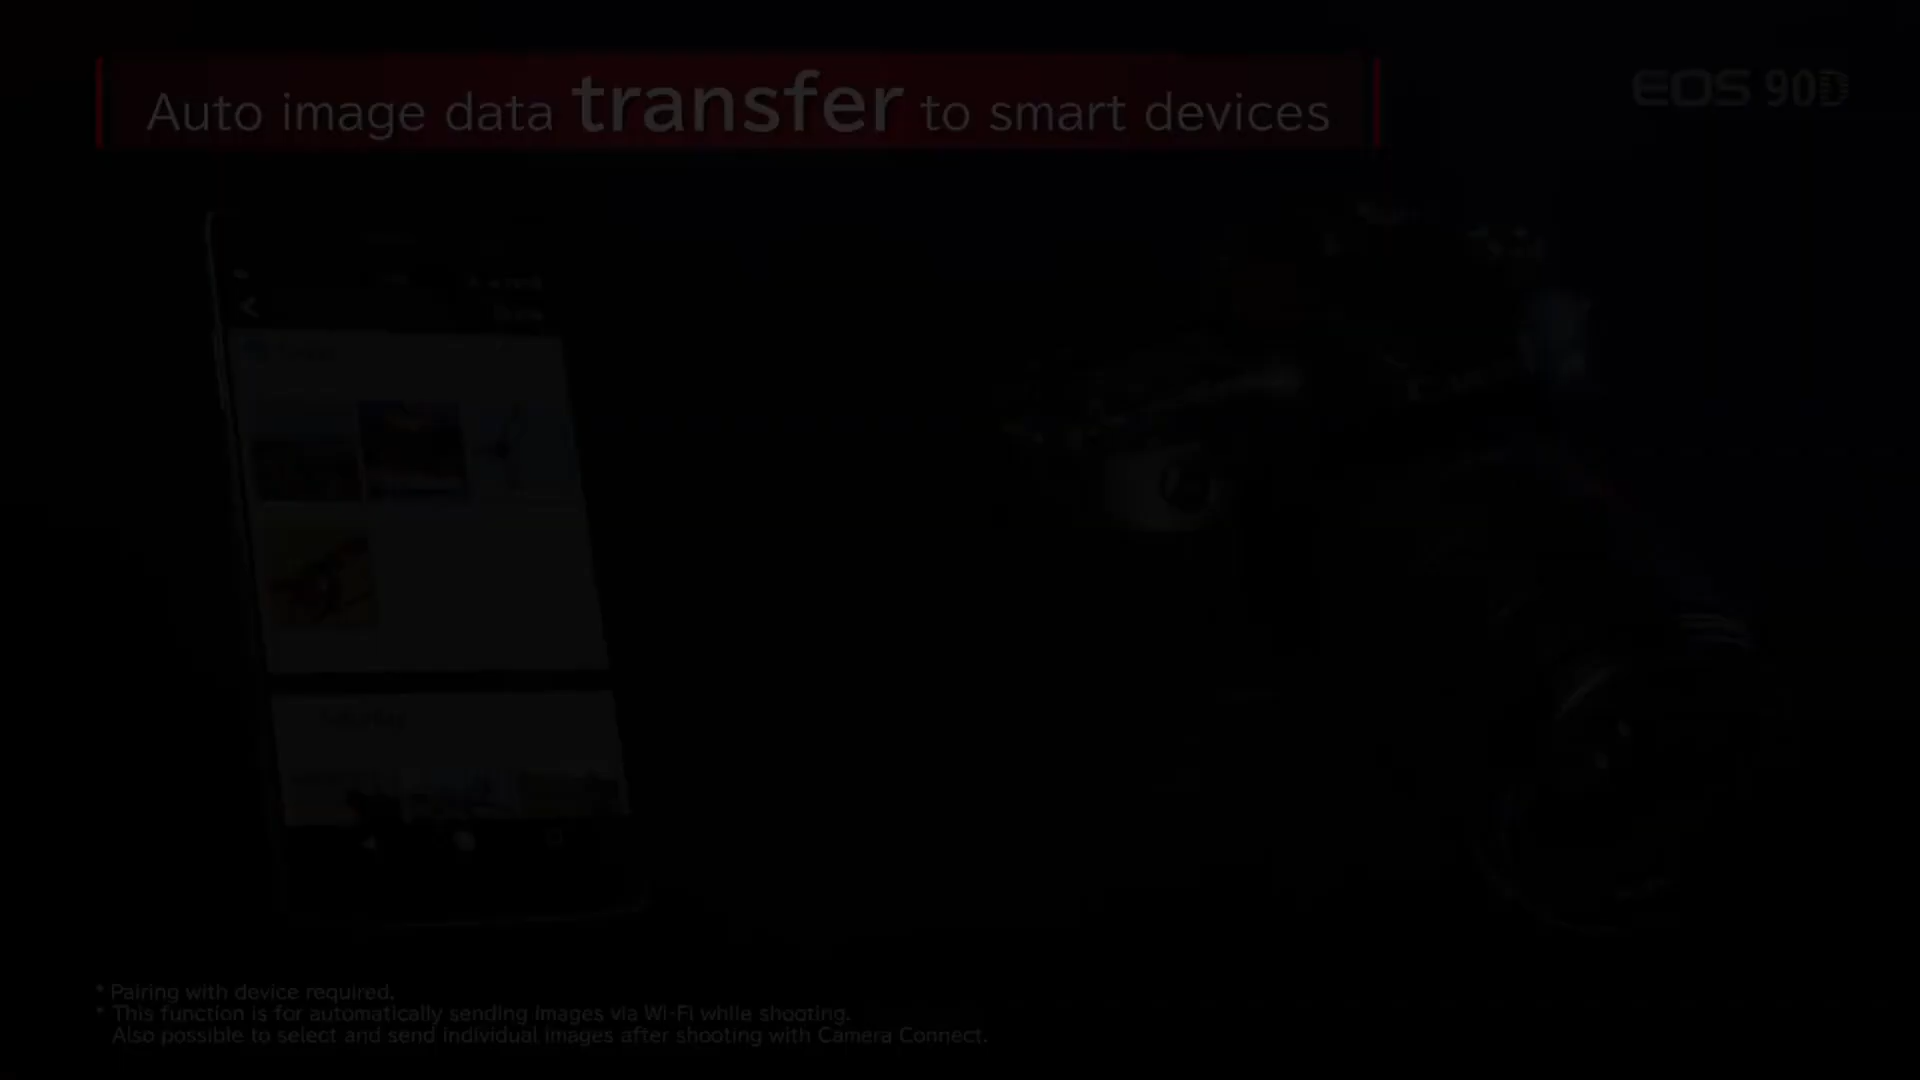 Auto image data transfer to smart devices
EOS 90D
* Pairing with device required.
* This function is for automatically sending images via Wi-Fi while shooting.
Also possible to select and send individual images after shooting with Camera Connect.